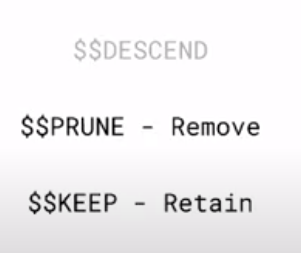 $$DESCEND
$$PRUNE - Remove
$$KEEP - Retain